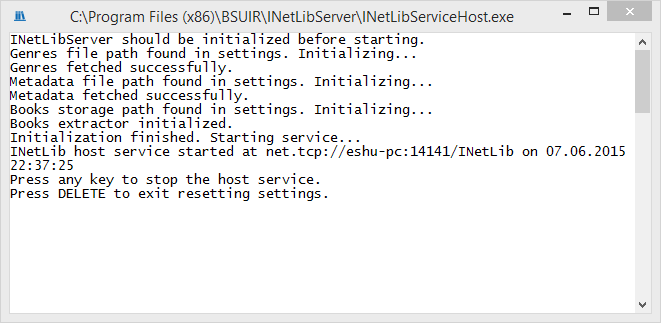 C:\Program Files (x86)\BSUIR\INetLibServer\INetLibServiceHost.exe
INetLibServer should be initialized before starting.
Genres file path found in settings. Initializing...
Genres fetched successfully.
Metadata file path found in settings. Initializing...
Metadata fetched successfully.
Books storage path found in settings. Initializing...
Books extractor initialized.
Initialization finished. Starting service...
INetLib host service started at net.tcp://eshu-pc:14141/INetLib on 07.06.2015
22:37:25
Press any key to stop the host service.
Press DELETE to exit resetting settings.